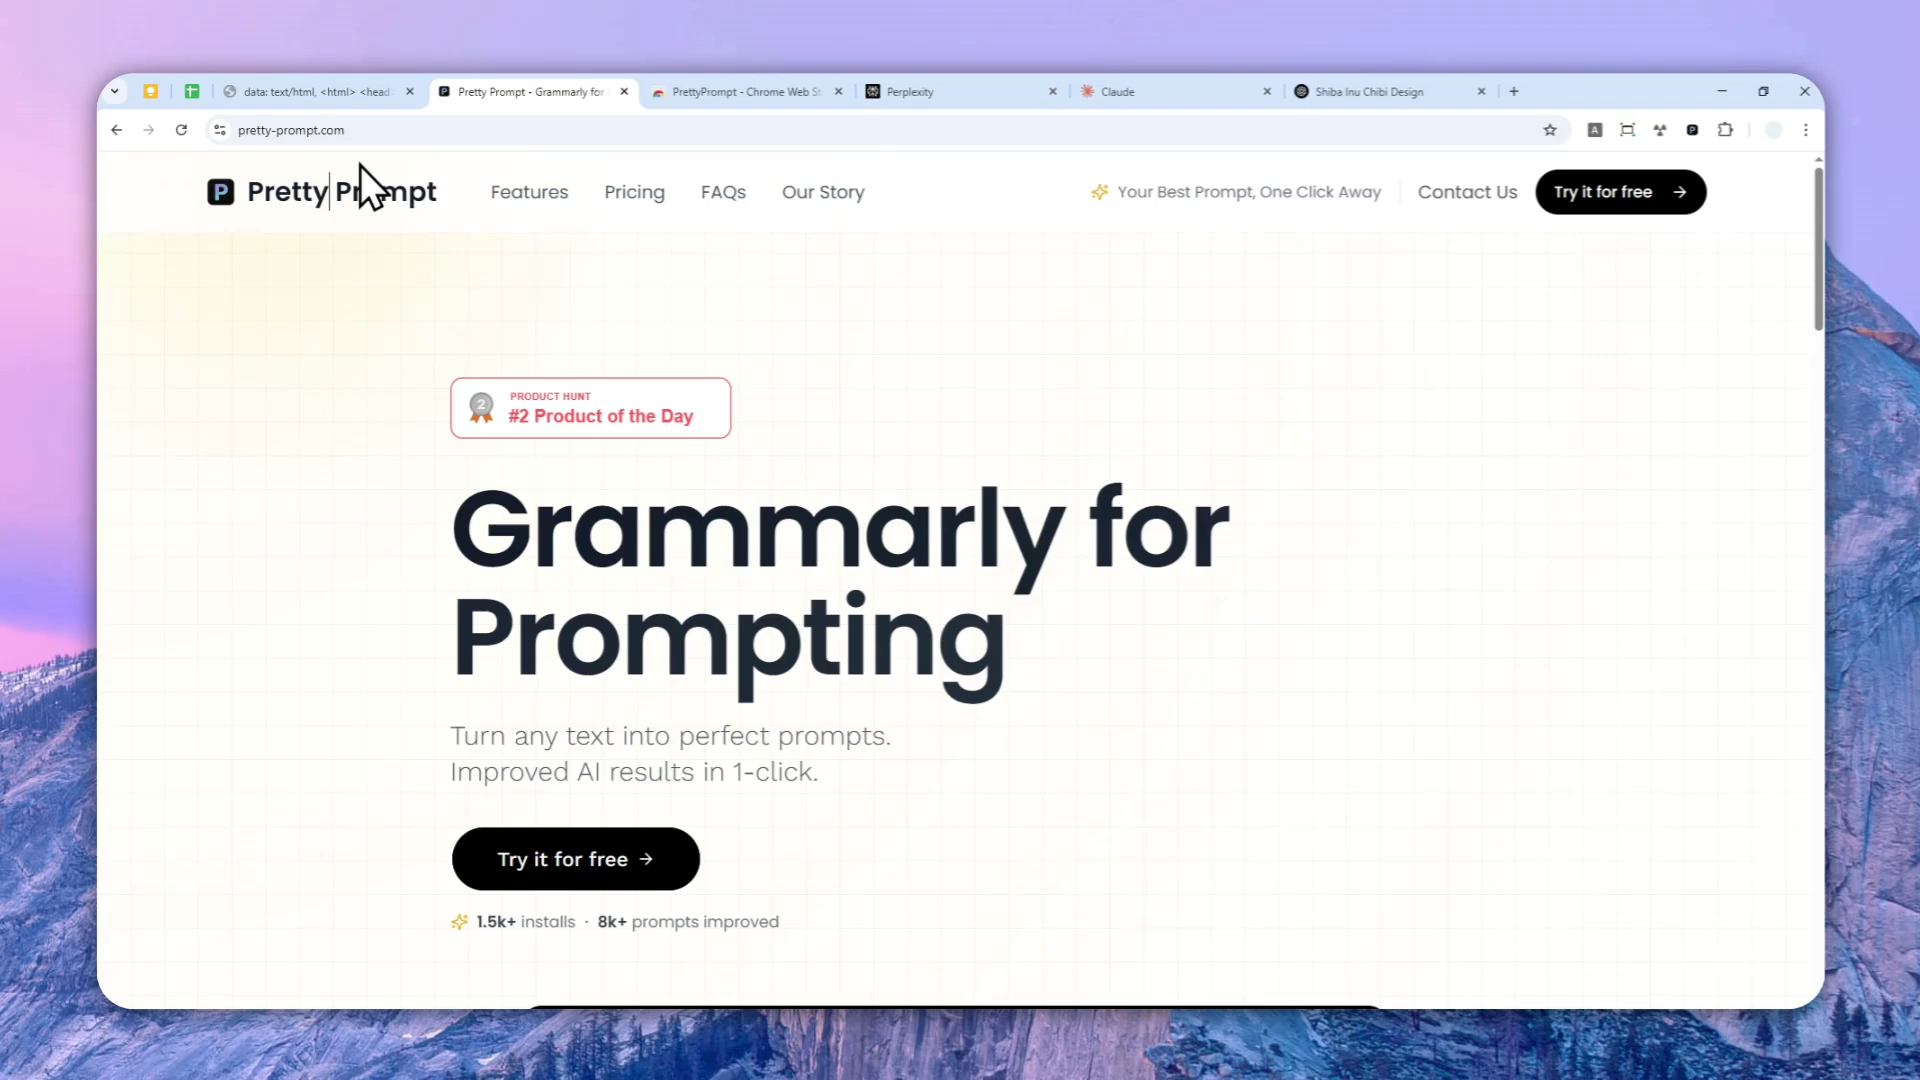 data: text/html, <html> <head
Pretty Prompt - Grammarly for
PrettyPrompt - Chrome Web St
Perplexity
Claude
Shiba Inu Chibi Design
pretty-prompt.com
Pretty Prompt
Features
Pricing
FAQs
Our Story
Your Best Prompt, One Click Away
Contact Us
Try it for free →
2
PRODUCT HUNT
#2 Product of the Day
Grammarly for
Prompting
Turn any text into perfect prompts.
Improved AI results in 1-click.
Try it for free →
1.5k+ installs · 8k+ prompts improved